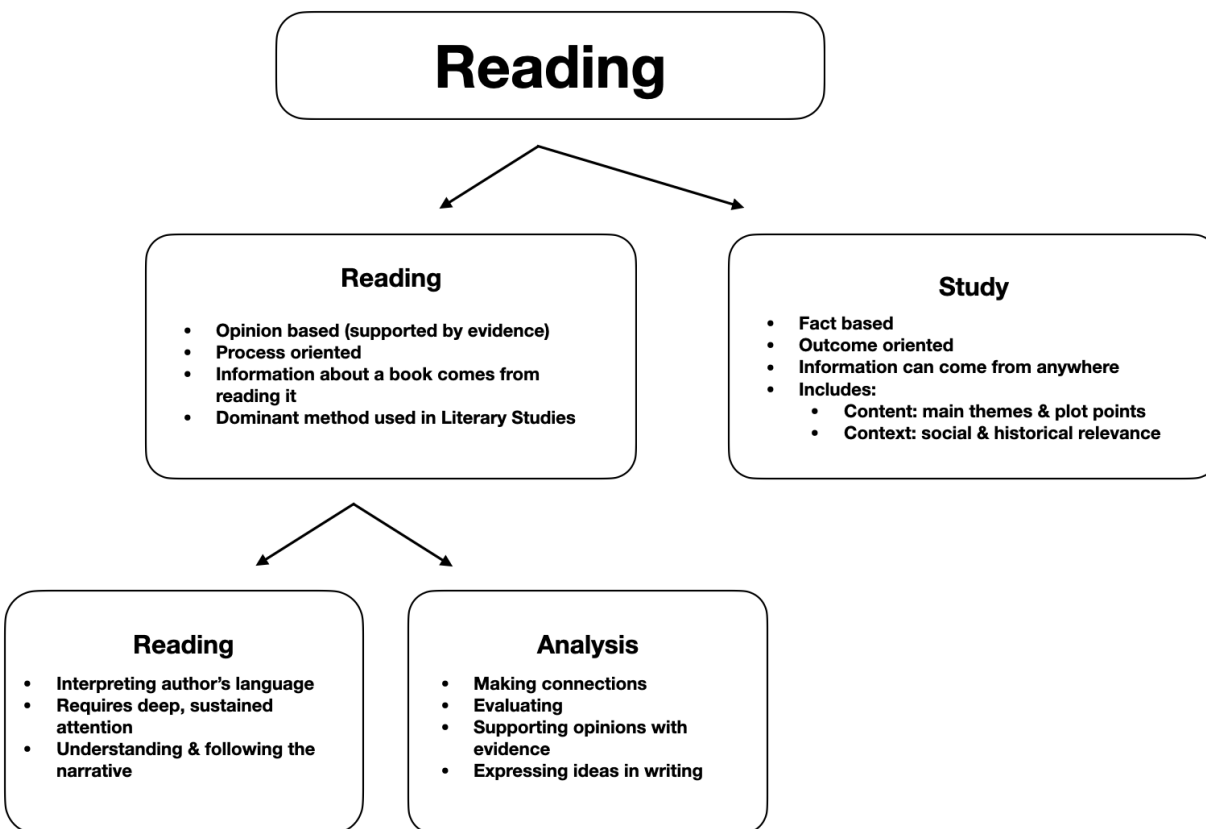 Reading
Reading
• Opinion based (supported by evidence)
• Process oriented
• Information about a book comes from
reading it
• Dominant method used in Literary Studies
Study
• Fact based
• Outcome oriented
• Information can come from anywhere
• Includes:
• Content: main themes & plot points
• Context: social & historical relevance
Reading
• Interpreting author’s language
• Requires deep, sustained
attention
• Understanding & following the
narrative
Analysis
• Making connections
• Evaluating
• Supporting opinions with
evidence
• Expressing ideas in writing